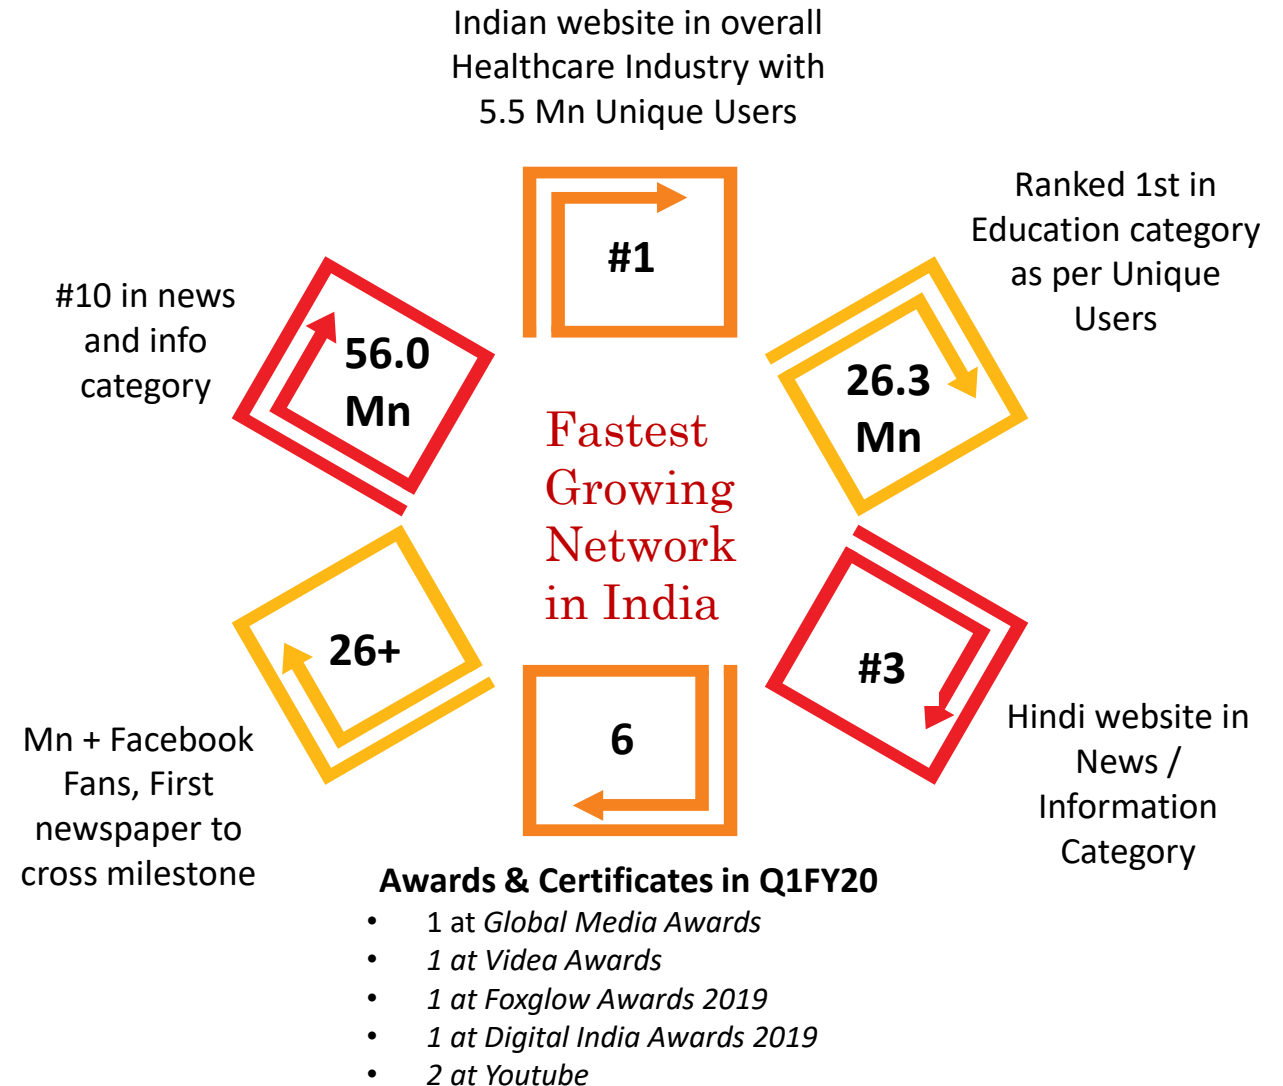 Indian website in overall
Healthcare Industry with
5.5 Mn Unique Users
#1
Ranked 1st in
Education category
as per Unique
Users
26.3
Mn
#3
Hindi website in
News /
Information
Category
6
Awards & Certificates in Q1FY20
• 1 at Global Media Awards
• 1 at Videa Awards
• 1 at Foxglow Awards 2019
• 1 at Digital India Awards 2019
• 2 at Youtube
26+
Mn + Facebook
Fans, First
newspaper to
cross milestone
#10 in news
and info
category
56.0
Mn
Fastest
Growing
Network
in India